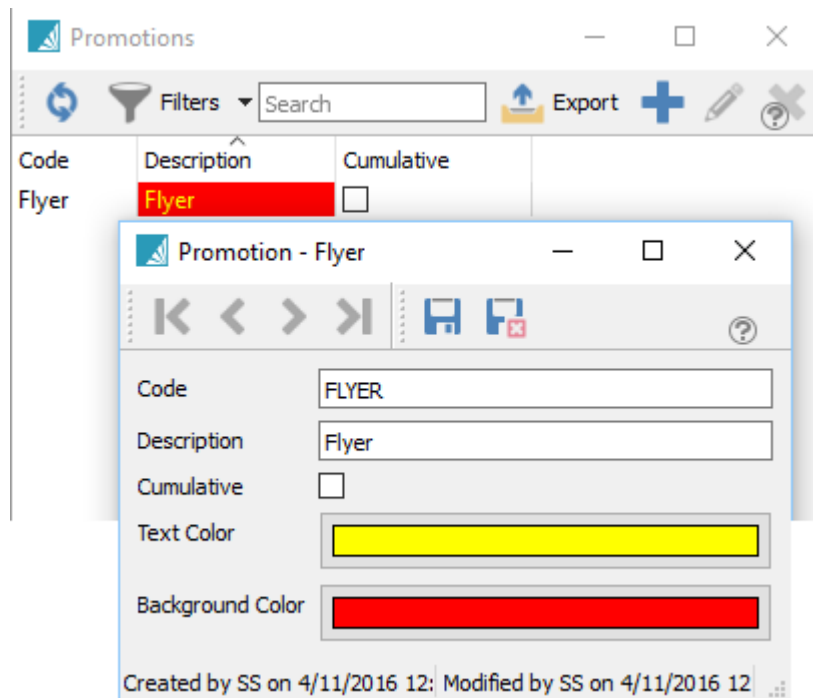 Promotions
Filters Search Export
Code Description Cumulative
Flyer Flyer
Promotion - Flyer
Code FLYER
Description Flyer
Cumulative
Text Color
Background Color
Created by SS on 4/11/2016 12: Modified by SS on 4/11/2016 12